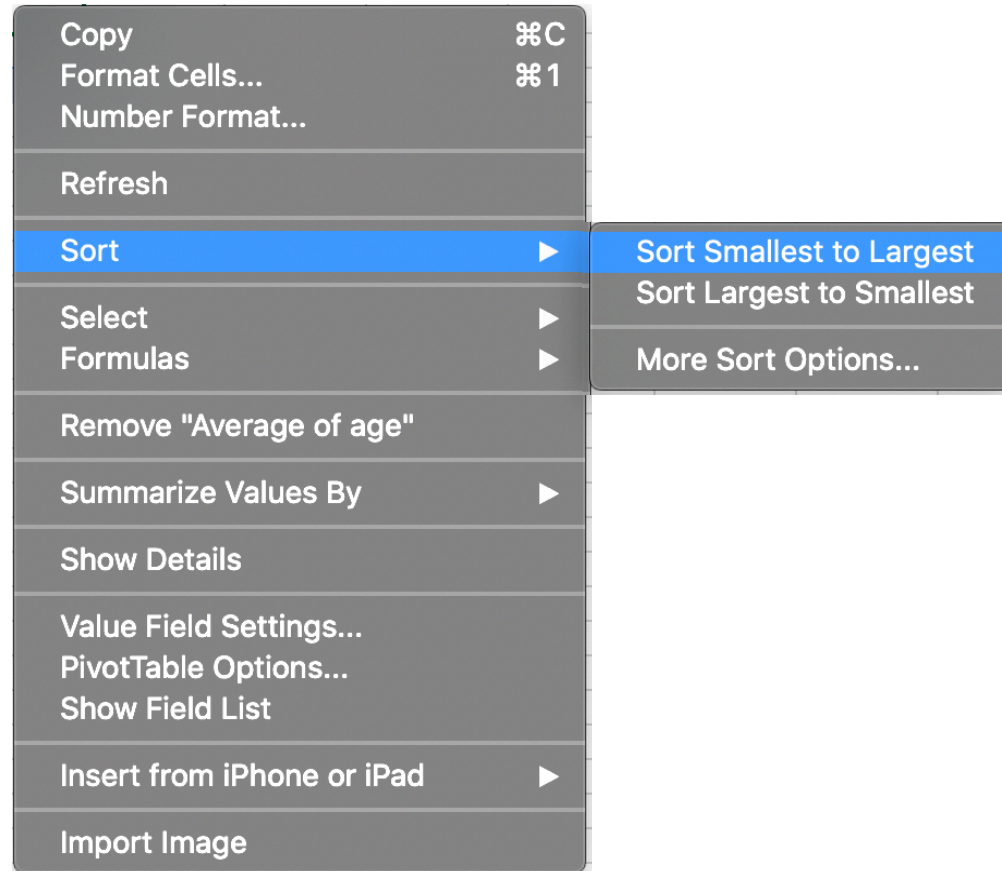 Copy ⌘C
Format Cells... ⌘1
Number Format...
Refresh
Sort ▶
Sort Smallest to Largest
Sort Largest to Smallest
More Sort Options...
Select ▶
Formulas ▶
Remove "Average of age"
Summarize Values By ▶
Show Details
Value Field Settings...
PivotTable Options...
Show Field List
Insert from iPhone or iPad ▶
Import Image